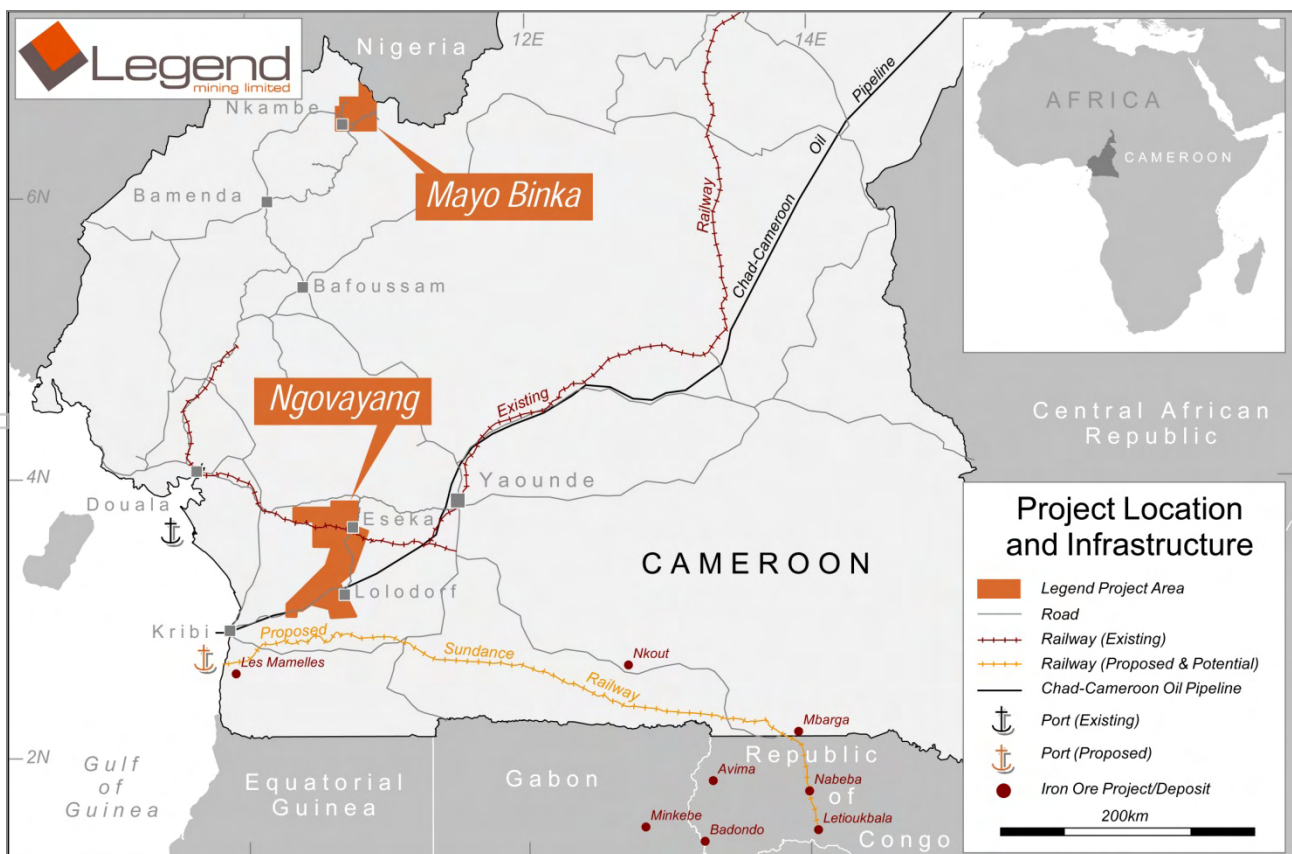 Legend
mining limited
Nigeria
12E
14E
Nkambe
Mayo Binka
Bamenda
6N
Bafoussam
Railway
Chad-Cameroon
Oil
Pipeline
AFRICA
CAMEROON
Ngovayang
Existing
Central African
Republic
4N
Douala
Yaounde
Eseka
CAMEROON
Lolodorf
Kribi
Proposed
Sundance
Railway
Les Mamelles
Nkout
Mbarga
2N
Gulf
of
Guinea
Equatorial
Guinea
Gabon
Republic
of
Congo
Avima
Nabeba
Minkebe
Badondo
Letioukbala
Project Location
and Infrastructure
Legend Project Area
Road
Railway (Existing)
Railway (Proposed & Potential)
Chad-Cameroon Oil Pipeline
Port (Existing)
Port (Proposed)
Iron Ore Project/Deposit
200km